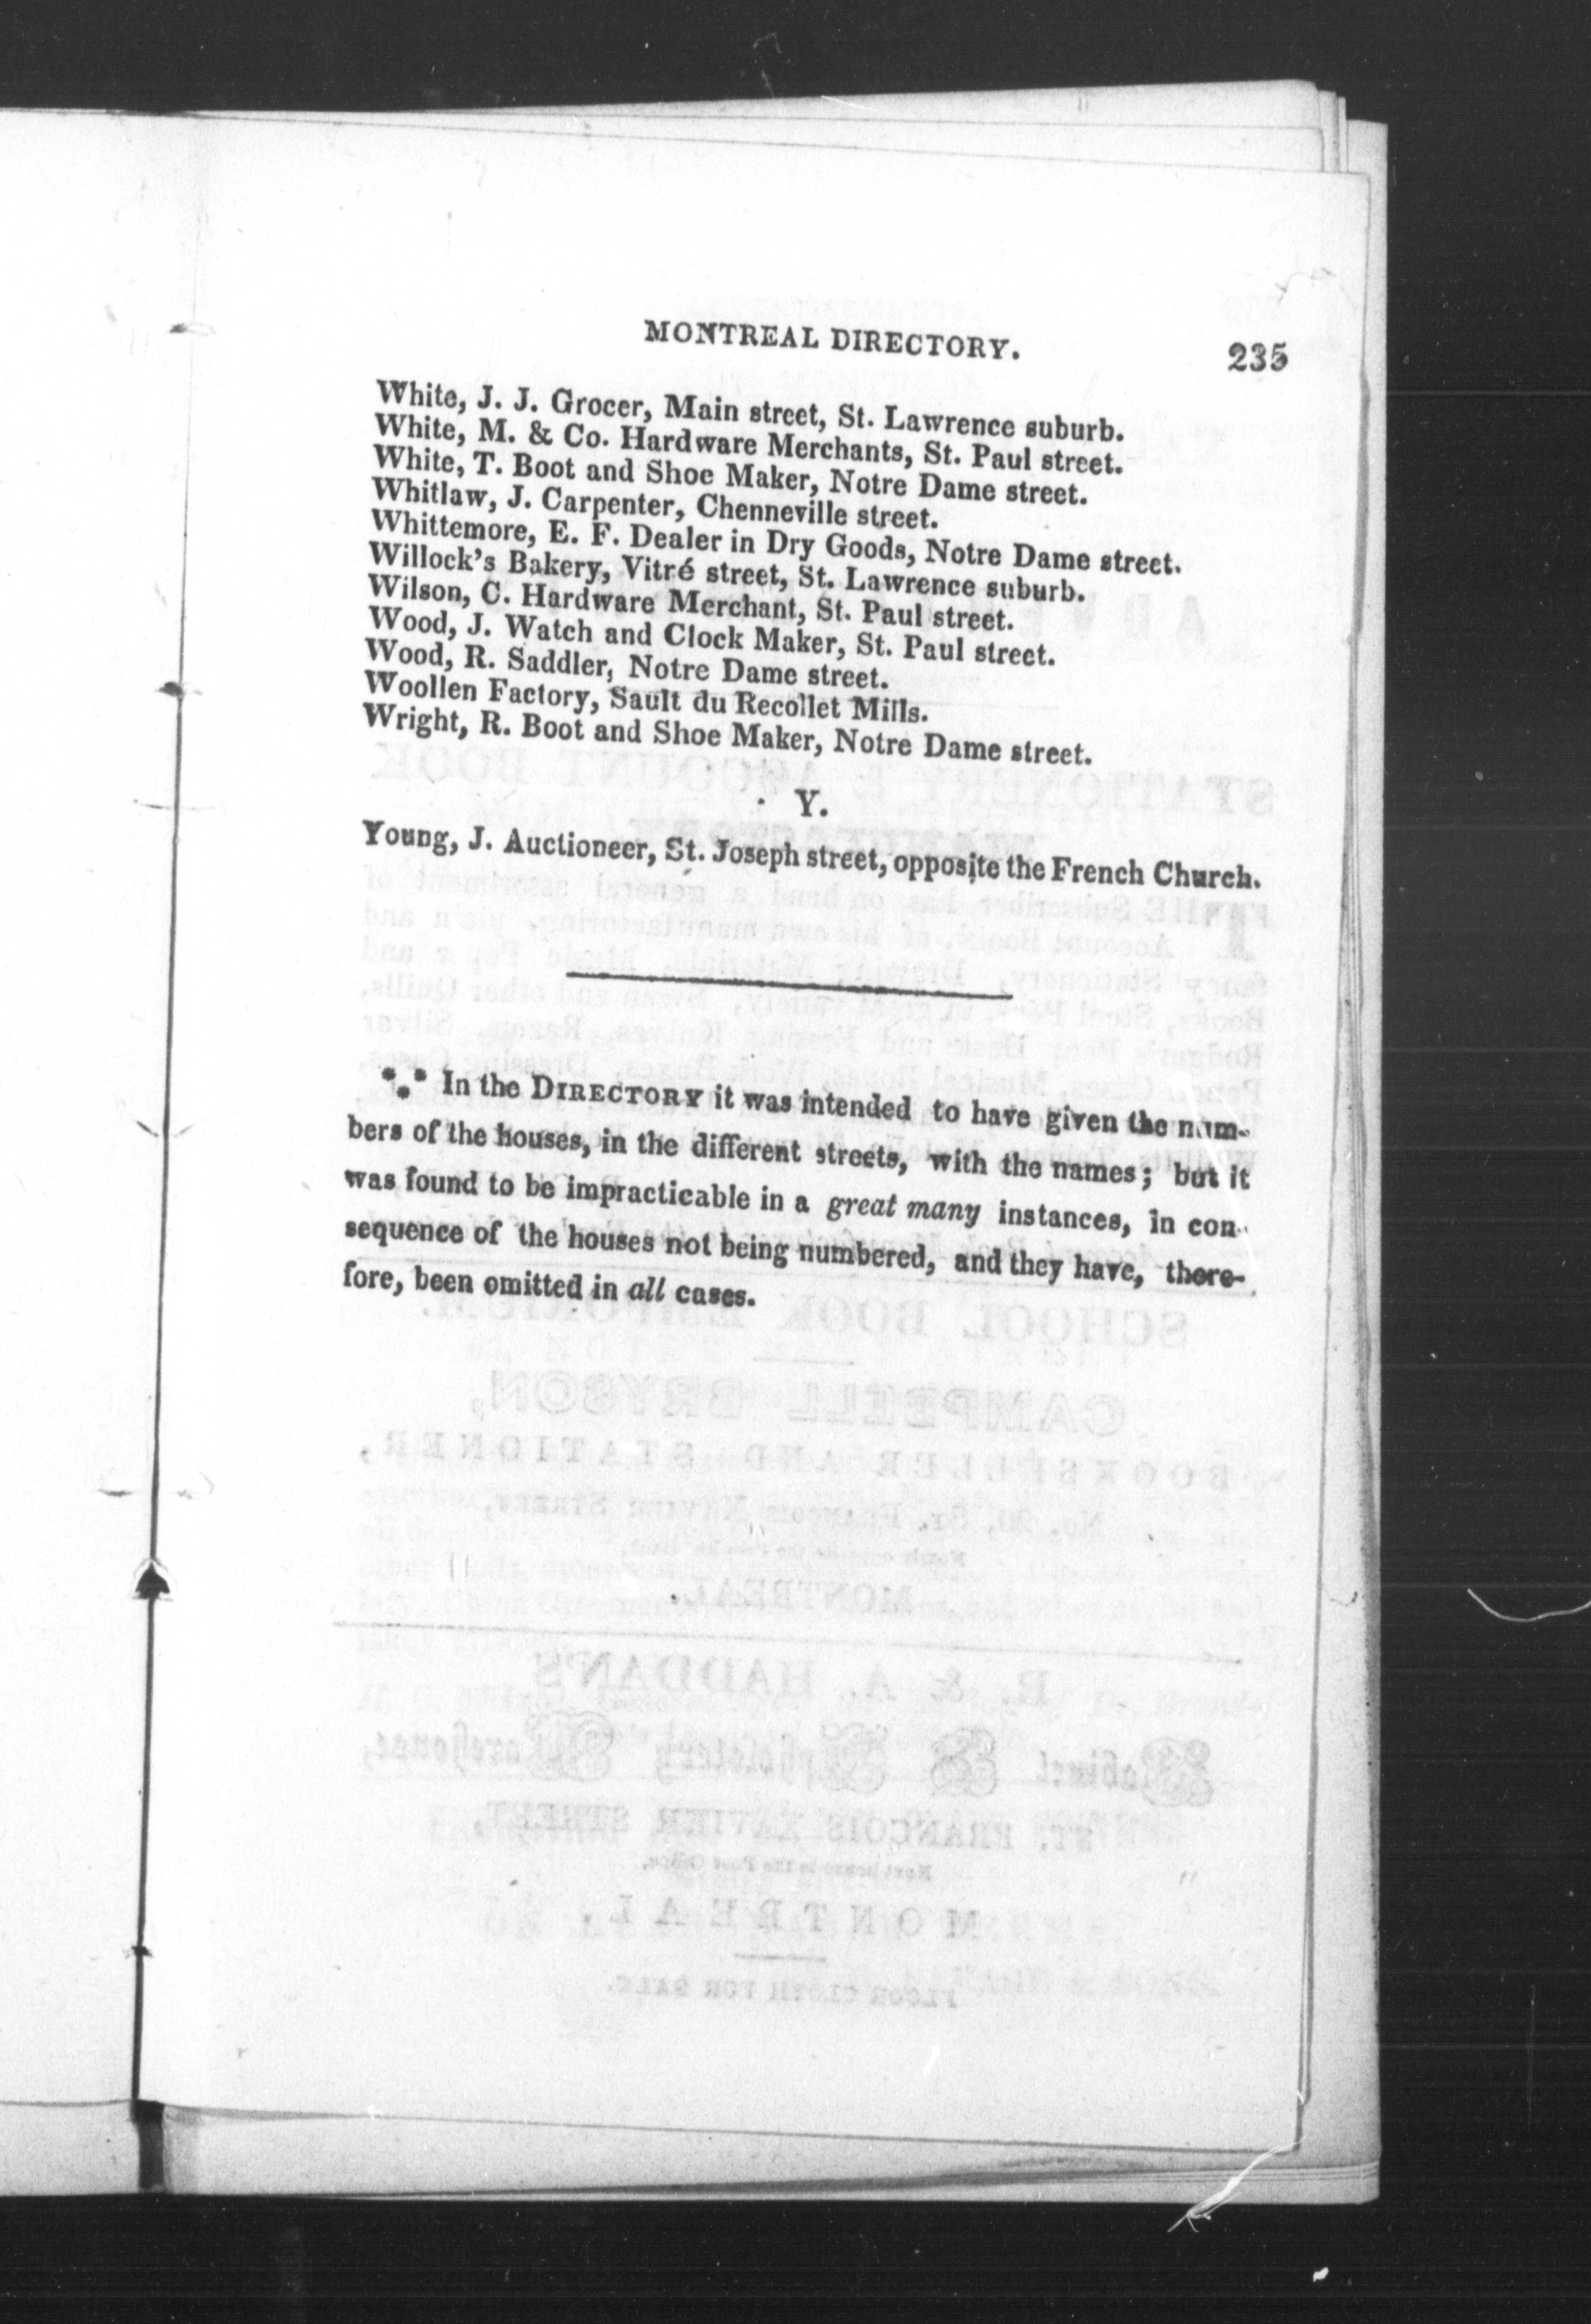 MONTREAL DIRECTORY. 235
White, J. J. Grocer, Main street, St. Lawrence suburb.
White, M. & Co. Hardware Merchants, St. Paul street.
White, T. Boot and Shoe Maker, Notre Dame street.
Whitlaw, J. Carpenter, Chenneville street.
Whittemore, E. F. Dealer in Dry Goods, Notre Dame street.
Willock's Bakery, Vitré street, St. Lawrence suburb.
Wilson, C. Hardware Merchant, St. Paul street.
Wood, J. Watch and Clock Maker, St. Paul street.
Wood, R. Saddler, Notre Dame street.
Woollen Factory, Sault du Recollet Mills.
Wright, R. Boot and Shoe Maker, Notre Dame street.
Y.
Young, J. Auctioneer, St. Joseph street, opposite the French Church.
*.* In the DIRECTORY it was intended to have given the num-
bers of the houses, in the different streets, with the names; but it
was found to be impracticable in a great many instances, in con-
sequence of the houses not being numbered, and they have, there-
fore, been omitted in all cases.